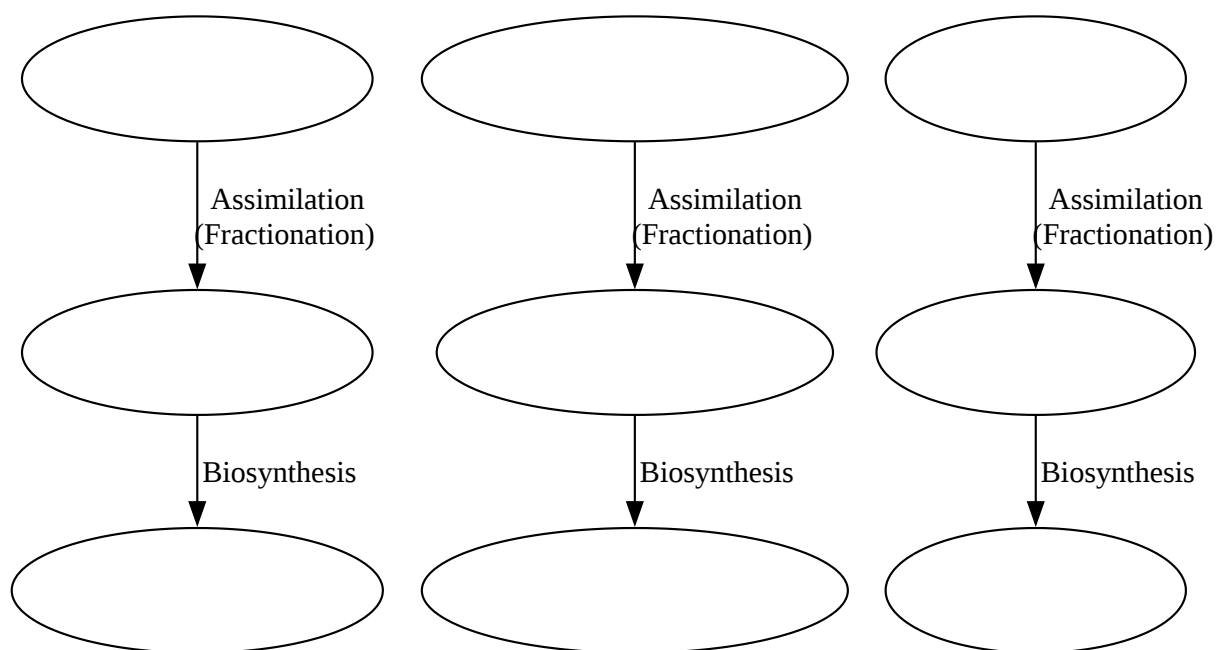 Assimilation
(Fractionation)
Assimilation
(Fractionation)
Assimilation
(Fractionation)
Biosynthesis
Biosynthesis
Biosynthesis